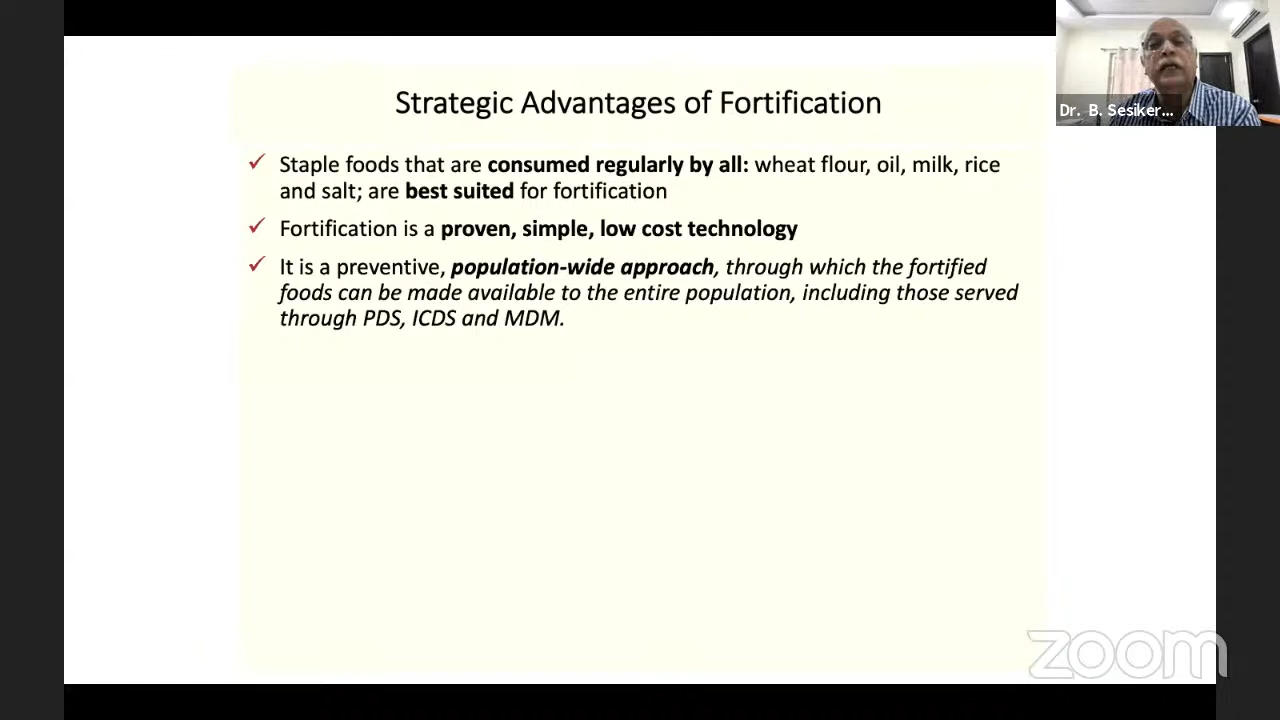 Strategic Advantages of Fortification
✓ Staple foods that are consumed regularly by all: wheat flour, oil, milk, rice
and salt; are best suited for fortification
✓ Fortification is a proven, simple, low cost technology
✓ It is a preventive, population-wide approach, through which the fortified
foods can be made available to the entire population, including those served
through PDS, ICDS and MDM.
Dr. B. Sesiker...
zoom